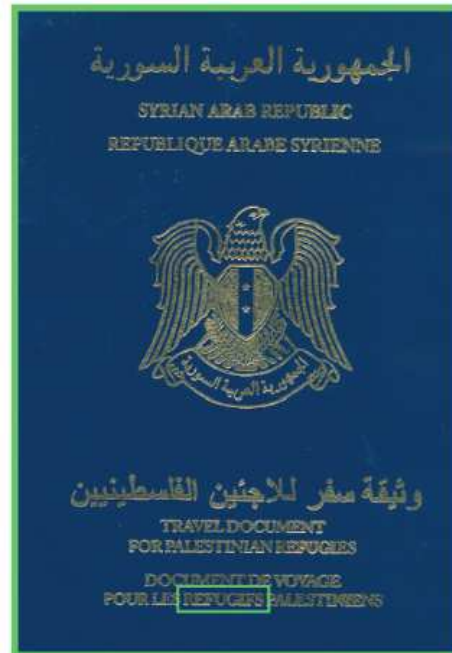 الجمهورية العربية السورية
SYRIAN ARAB REPUBLIC
REPUBLIQUE ARABE SYRIENNE
الجمهورية العربية السورية
وثيقة سفر للاجئين الفلسطينيين
TRAVEL DOCUMENT
FOR PALESTINIAN REFUGIES
DOCUMENT DE VOYAGE
POUR LES REFUGIFS PALESTINIENS